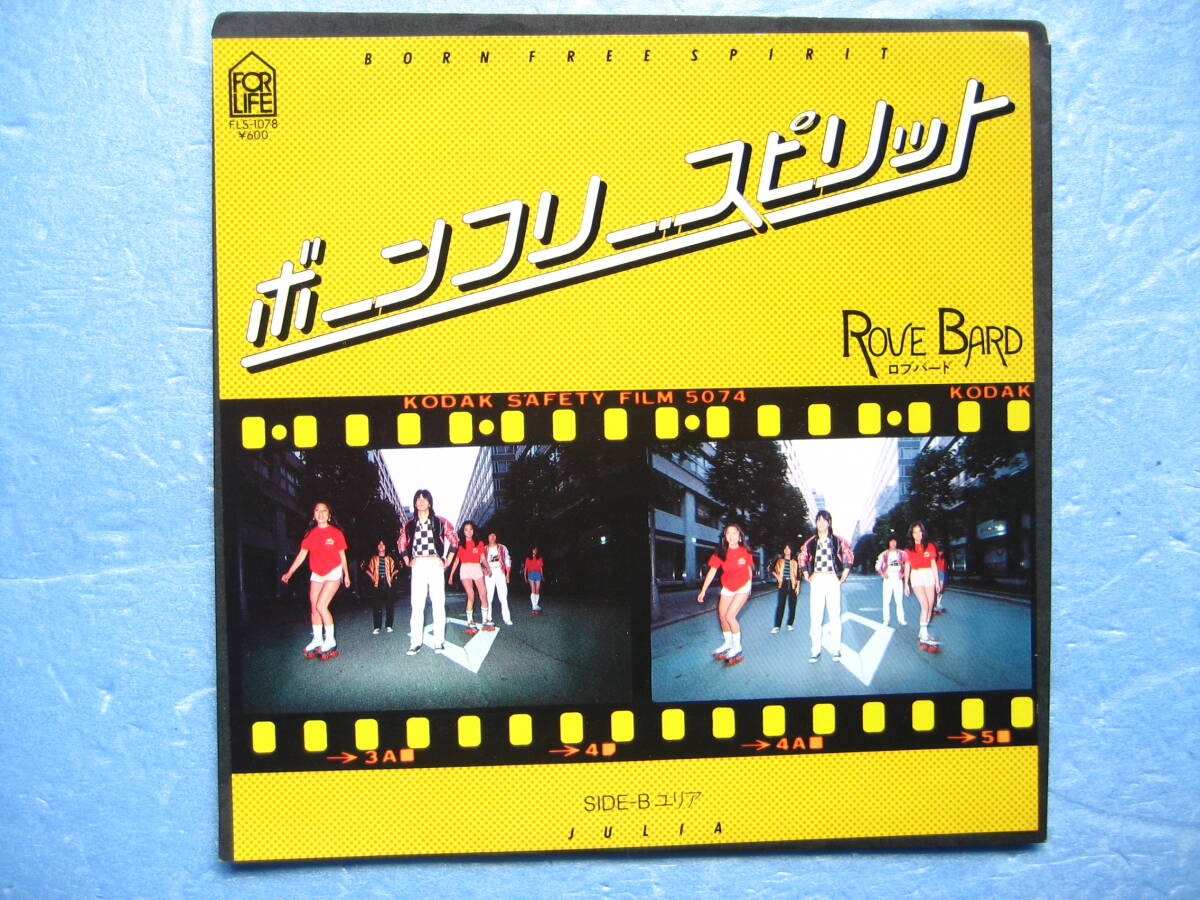 BORN FREE SPIRIT
FOR
LIFE
FLS-1078
¥600
ボーンフリースピリット
ROVE BARD
ロブバード
KODAK SAFETY FILM 5074
KODAK
→3A
→4
→4A
→5
SIDE-B ユリア
JULIA